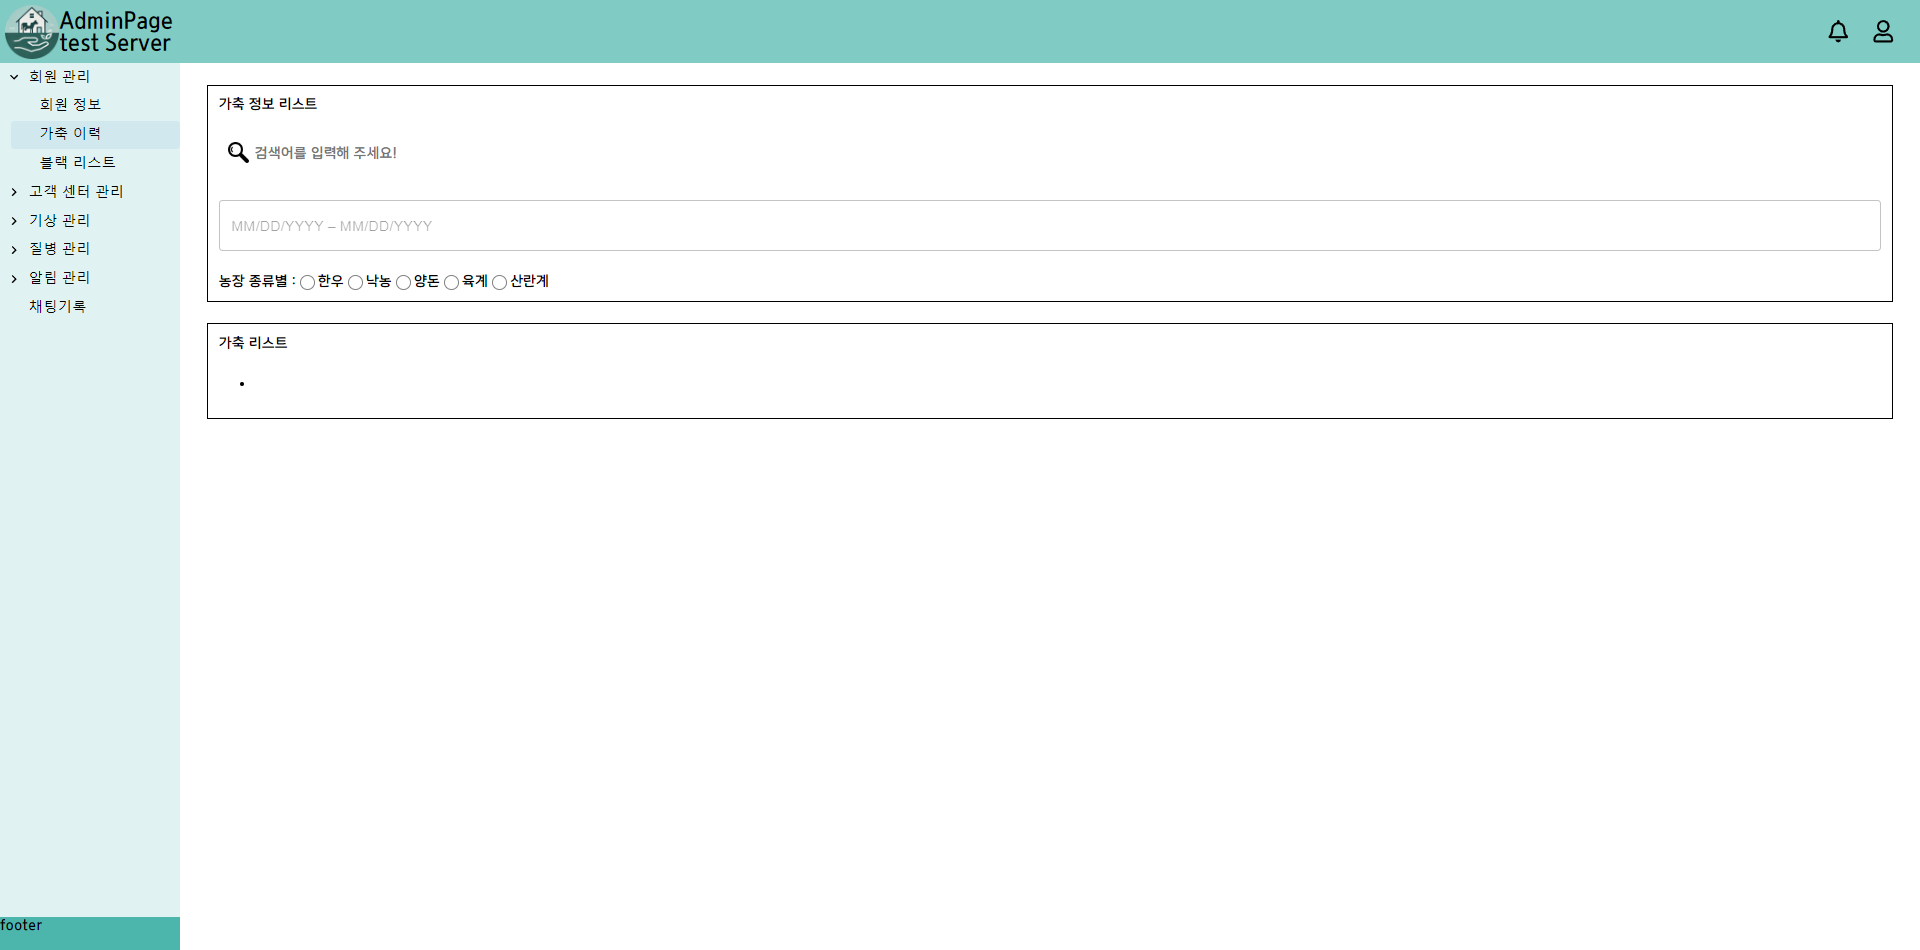 AdminPage
test Server
회원 관리
회원 정보
가축 이력
블랙 리스트
고객 센터 관리
기상 관리
질병 관리
알림 관리
채팅기록
footer
가축 정보 리스트
검색어를 입력해 주세요!
MM/DD/YYYY – MM/DD/YYYY
농장 종류별 : 한우 낙농 양돈 육계 산란계
가축 리스트